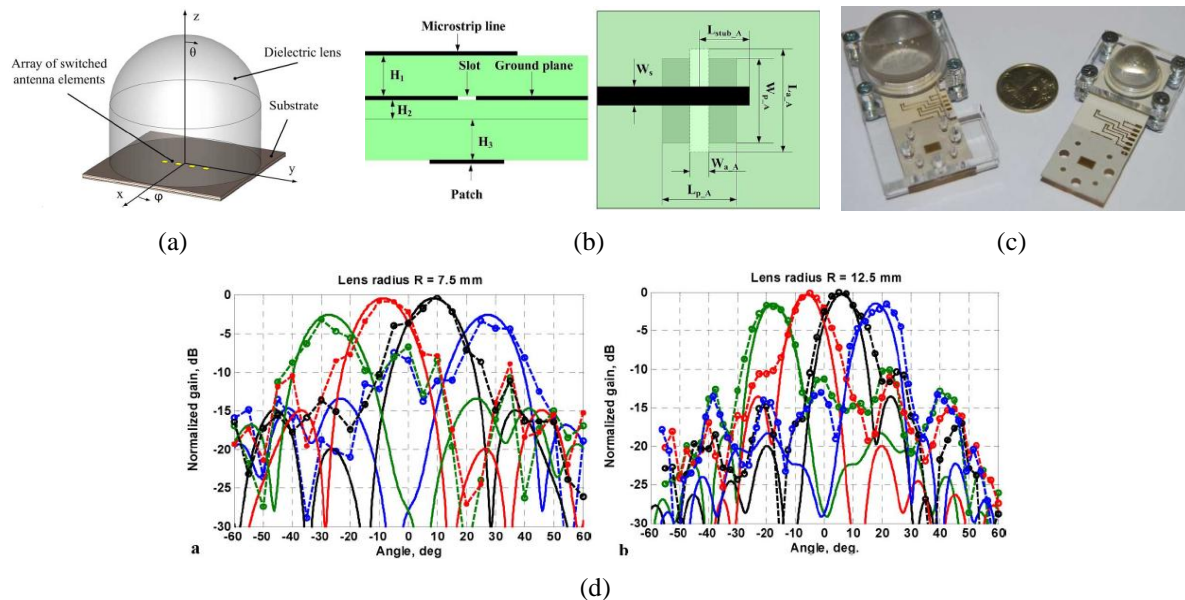 z
θ
Dielectric lens
Array of switched
antenna elements
Substrate
x
φ
y
(a)
Microstrip line
Slot
Ground plane
H1
H2
H3
Patch
Lstub_A
Ws
Wp_A
La_A
Wa_A
Lp_A
(b)
(c)
Lens radius R = 7.5 mm
Normalized gain, dB
0
-5
-10
-15
-20
-25
-30
-60 -50 -40 -30 -20 -10 0 10 20 30 40 50 60
Angle, deg
a
Lens radius R = 12.5 mm
Normalized gain, dB
0
-5
-10
-15
-20
-25
-30
-60 -50 -40 -30 -20 -10 0 10 20 30 40 50 60
Angle, deg.
b
(d)